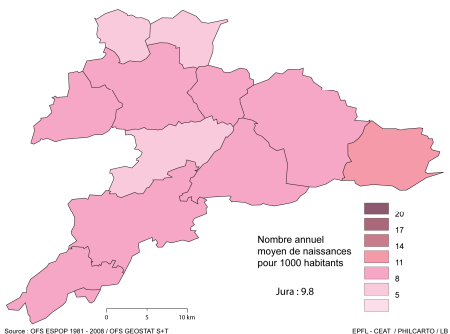 Nombre annuel
moyen de naissances
pour 1000 habitants
Jura : 9.8
20
17
14
11
8
5
0 5 10 km
Source : OFS ESPOP 1981 - 2008 / OFS GEOSTAT S+T
EPFL - CEAT / PHILCARTO / LB